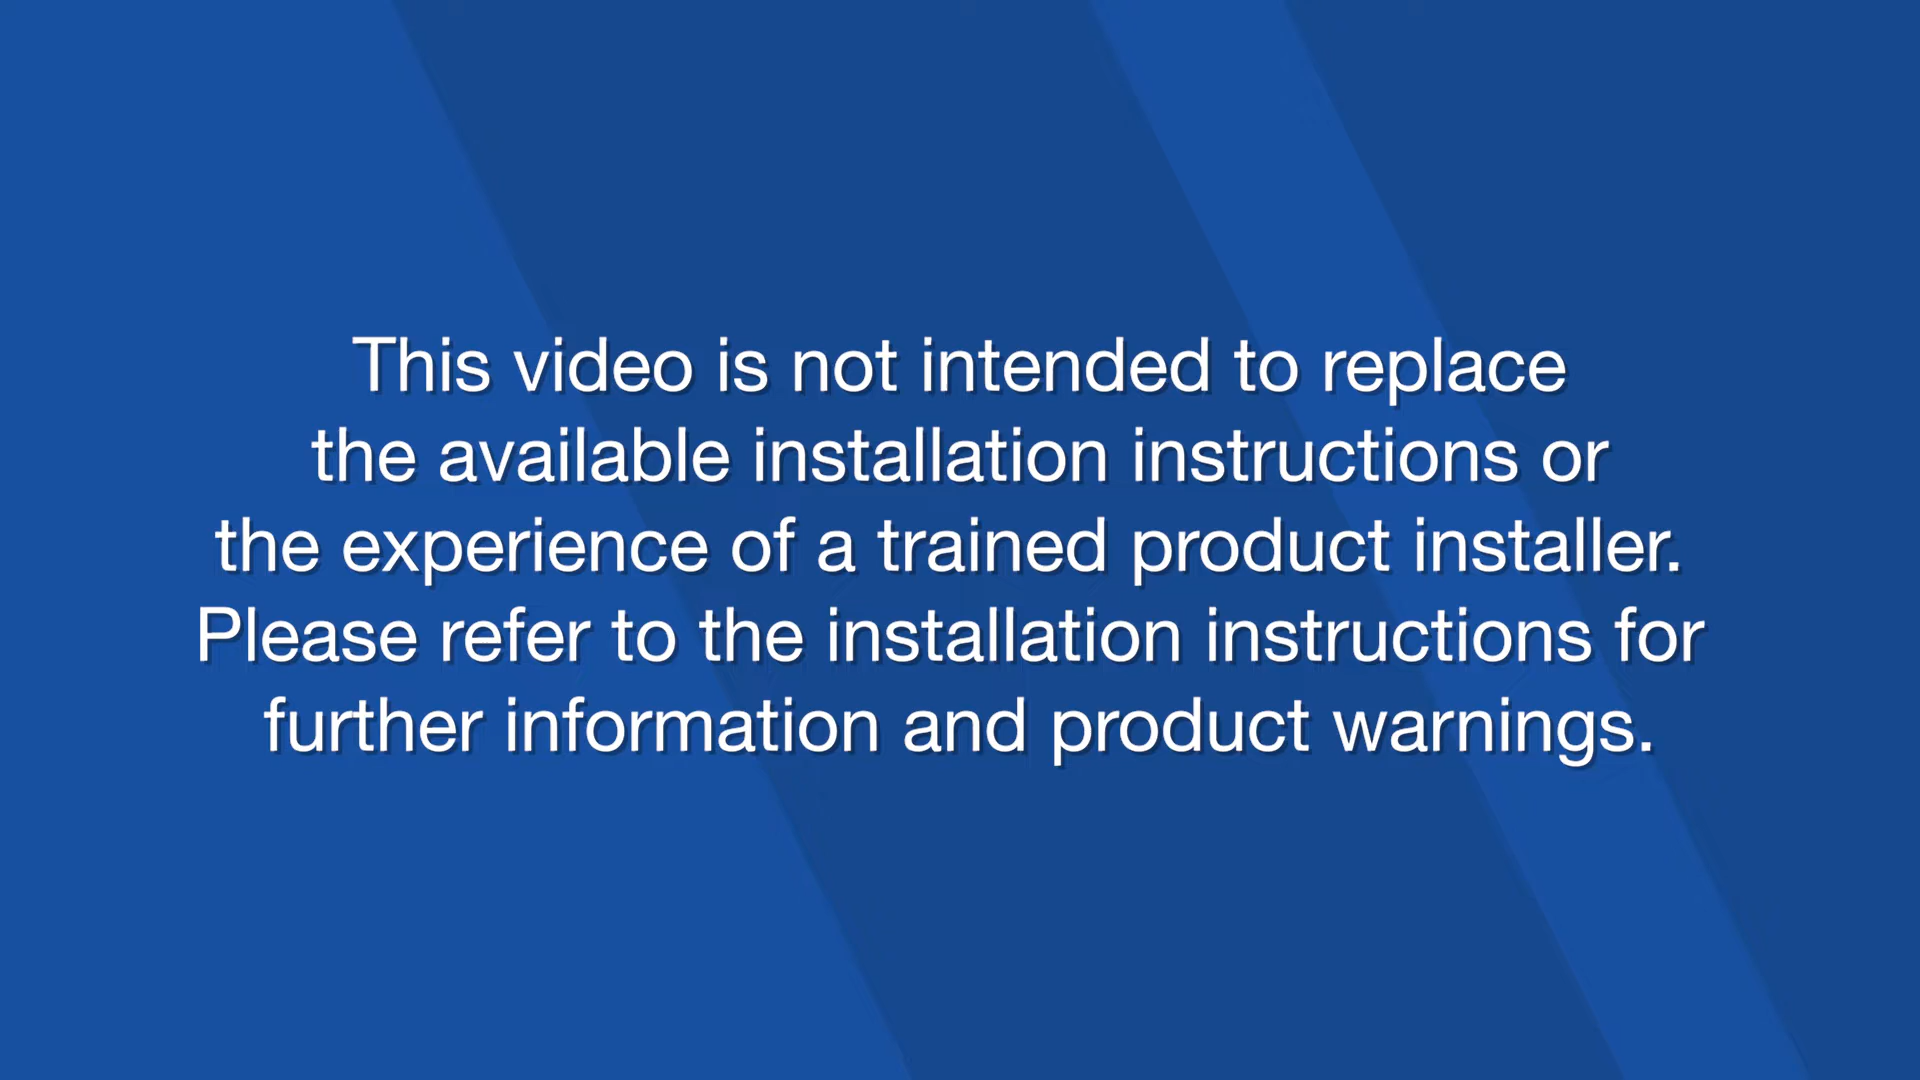 This video is not intended to replace
the available installation instructions or
the experience of a trained product installer.
Please refer to the installation instructions for
further information and product warnings.